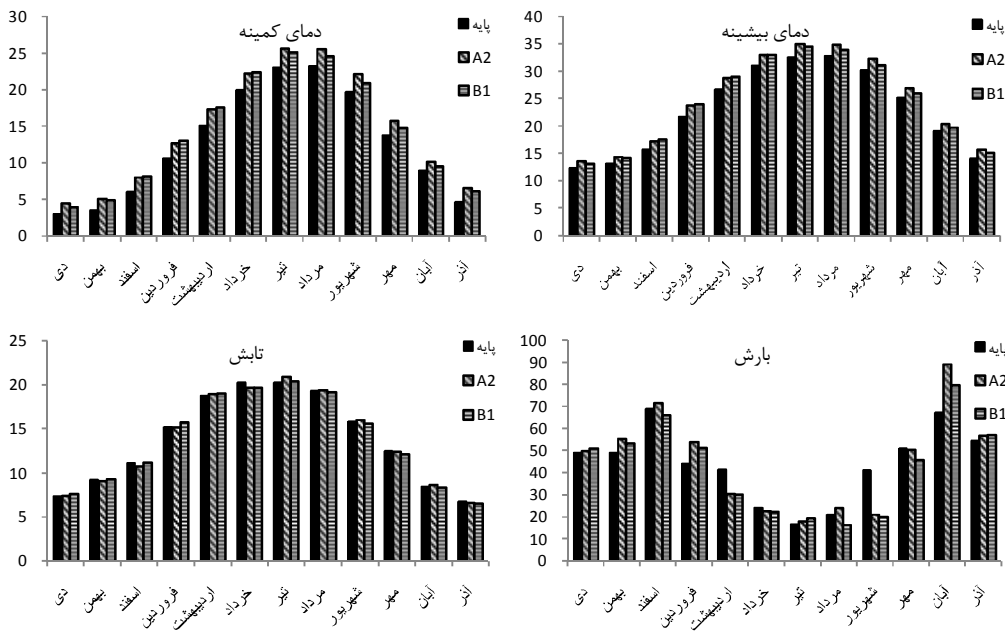 دمای کمینه
30
25
20
15
10
5
0
پایه
A2
B1
دی
بهمن
اسفند
فروردین
اردیبهشت
خرداد
تیر
مرداد
شهریور
مهر
آبان
آذر
دمای بیشینه
40
35
30
25
20
15
10
5
0
پایه
A2
B1
دی
بهمن
اسفند
فروردین
اردیبهشت
خرداد
تیر
مرداد
شهریور
مهر
آبان
آذر
تابش
25
20
15
10
5
0
پایه
A2
B1
دی
بهمن
اسفند
فروردین
اردیبهشت
خرداد
تیر
مرداد
شهریور
مهر
آبان
آذر
بارش
100
90
80
70
60
50
40
30
20
10
0
پایه
A2
B1
دی
بهمن
اسفند
فروردین
اردیبهشت
خرداد
تیر
مرداد
شهریور
مهر
آبان
آذر